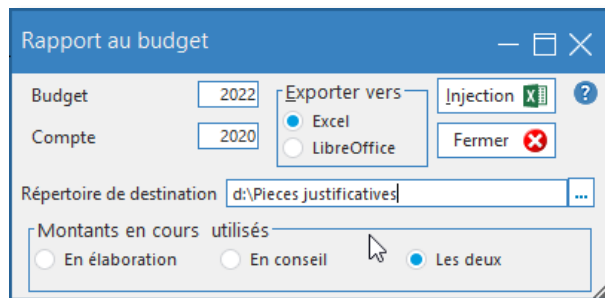 Rapport au budget
Budget 2022
Exporter vers
Injection
Excel
Compte 2020
LibreOffice
Fermer
Répertoire de destination d:\Pieces justificatives ...
Montants en cours utilisés
En élaboration En conseil Les deux